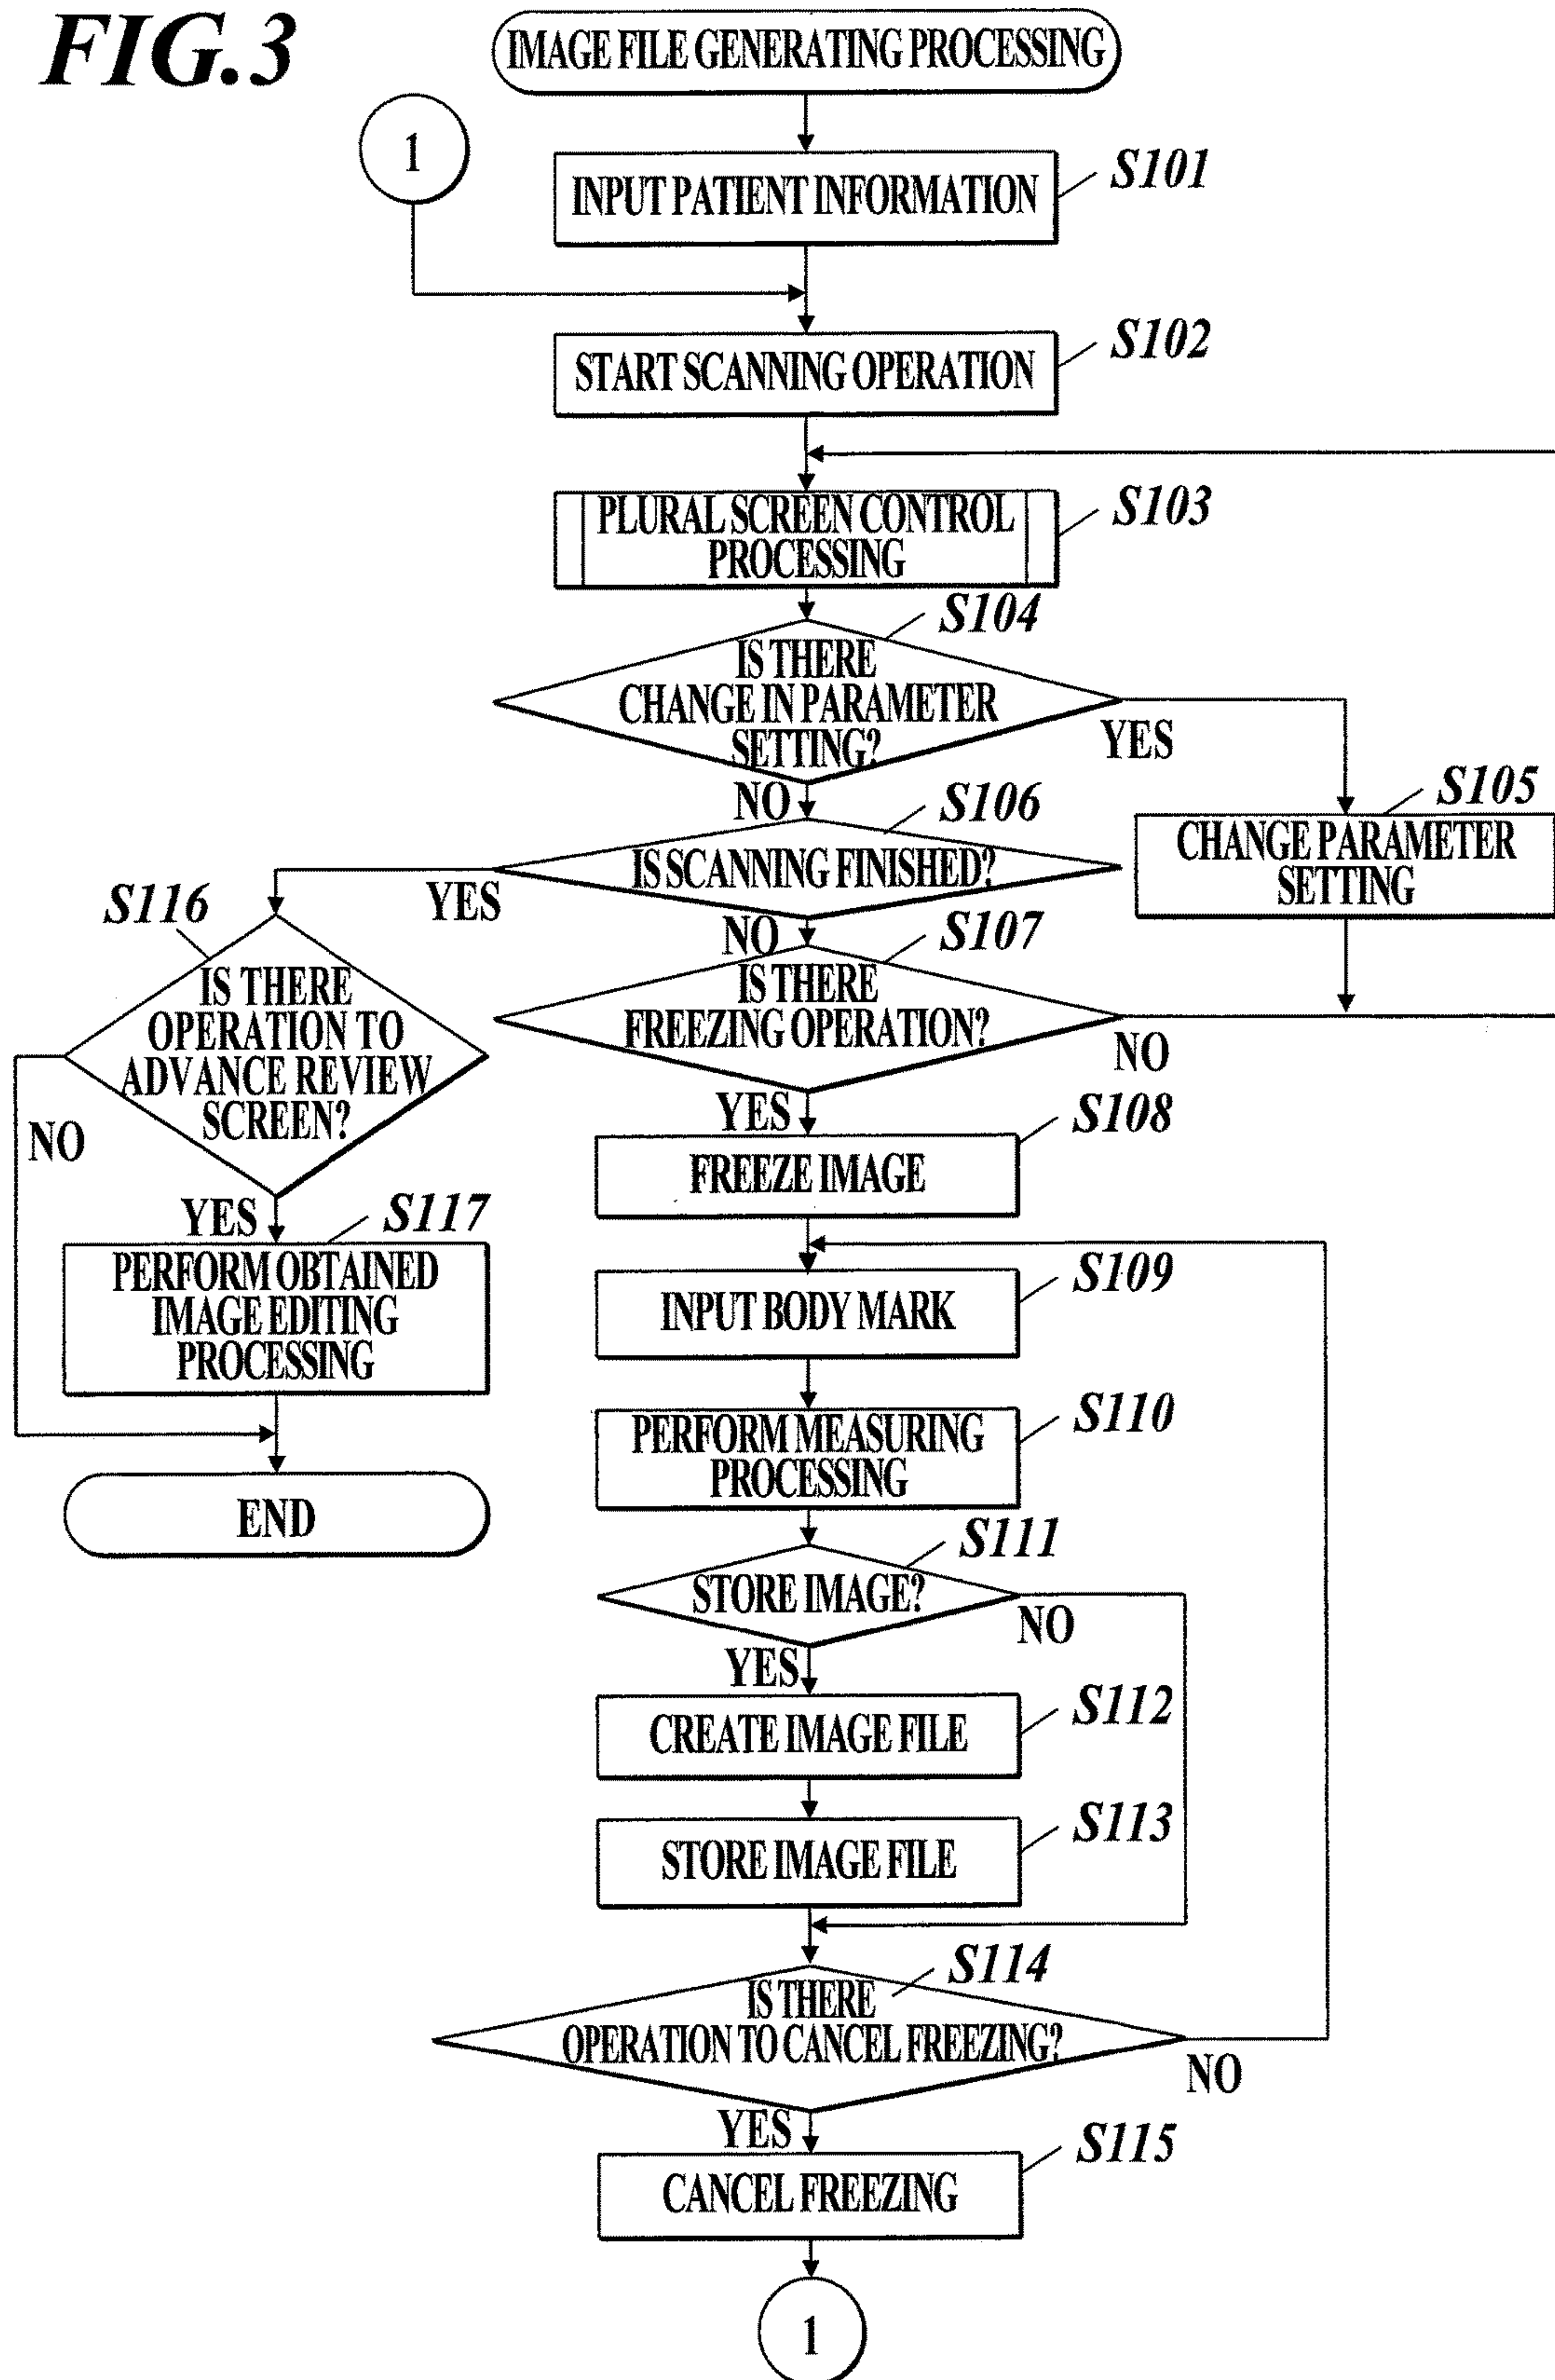 FIG.3
IMAGE FILE GENERATING PROCESSING
1
INPUT PATIENT INFORMATION
S101
START SCANNING OPERATION
S102
PLURAL SCREEN CONTROL
PROCESSING
S103
S104
IS THERE
CHANGE IN PARAMETER
SETTING?
YES
NO
S105
CHANGE PARAMETER
SETTING
S106
IS SCANNING FINISHED?
YES
NO
S107
IS THERE
FREEZING OPERATION?
NO
YES
S116
IS THERE
OPERATION TO
ADVANCE REVIEW
SCREEN?
NO
YES
S117
PERFORM OBTAINED
IMAGE EDITING
PROCESSING
END
S108
FREEZE IMAGE
S109
INPUT BODY MARK
S110
PERFORM MEASURING
PROCESSING
S111
STORE IMAGE?
NO
YES
S112
CREATE IMAGE FILE
S113
STORE IMAGE FILE
S114
IS THERE
OPERATION TO CANCEL FREEZING?
NO
YES
S115
CANCEL FREEZING
1